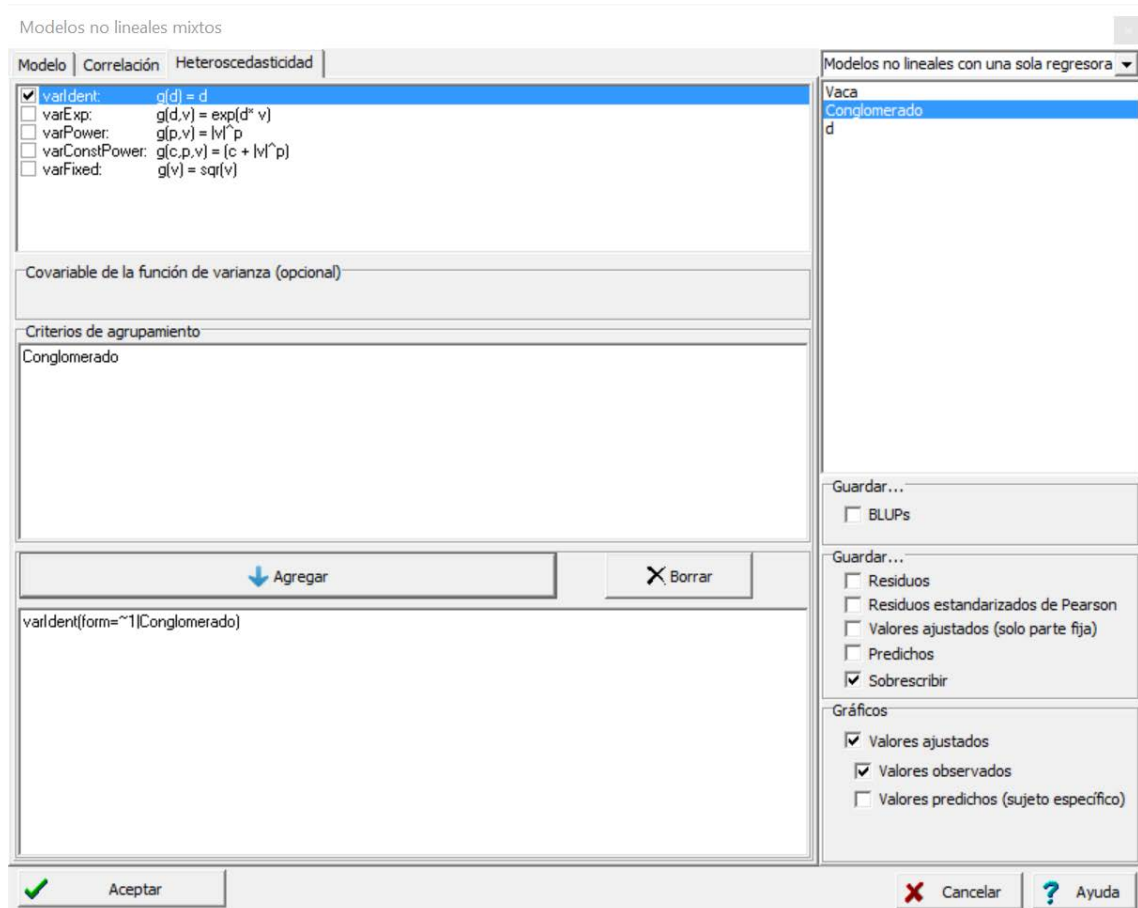 Modelos no lineales mixtos
Modelo Correlación Heteroscedasticidad
varIdent: g(d) = d
varExp: g(d,v) = exp(d* v)
varPower: g(p,v) = |v|^p
varConstPower: g(c,p,v) = (c + |v|^p)
varFixed: g(v) = sqr(v)
Covariable de la función de varianza (opcional)
Criterios de agrupamiento
Conglomerado
Agregar
Borrar
varIdent(form=~1|Conglomerado)
Modelos no lineales con una sola regresora
Vaca
Conglomerado
d
Guardar...
BLUPs
Guardar...
Residuos
Residuos estandarizados de Pearson
Valores ajustados (solo parte fija)
Predichos
Sobrescribir
Gráficos
Valores ajustados
Valores observados
Valores predichos (sujeto específico)
Aceptar
Cancelar
Ayuda